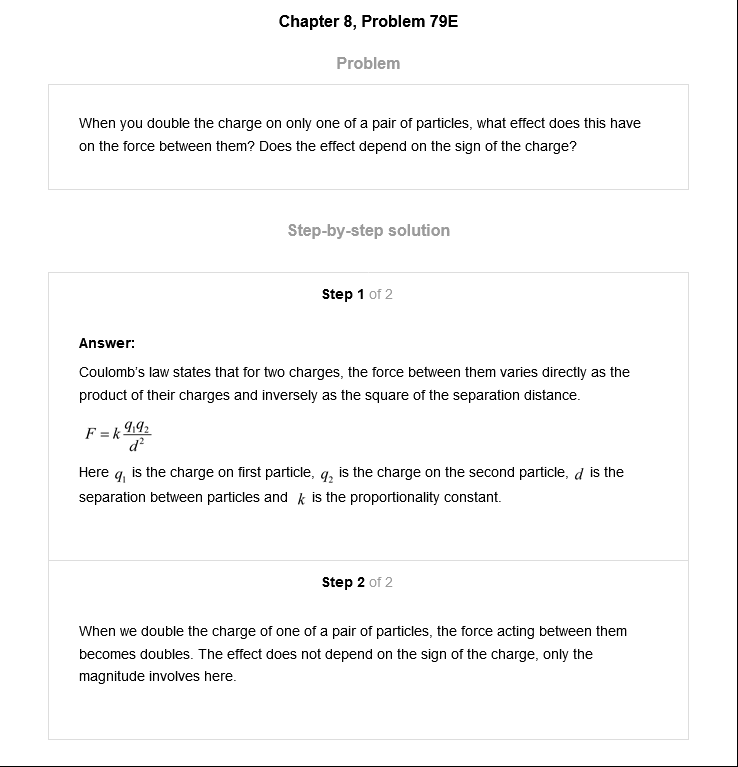 Chapter 8, Problem 79E
Problem
When you double the charge on only one of a pair of particles, what effect does this have
on the force between them? Does the effect depend on the sign of the charge?
Step-by-step solution
Step 1 of 2
Answer:
Coulomb's law states that for two charges, the force between them varies directly as the
product of their charges and inversely as the square of the separation distance.
F = k q₁q₂ / d²
Here q₁ is the charge on first particle, q₂ is the charge on the second particle, d is the
separation between particles and k is the proportionality constant.
Step 2 of 2
When we double the charge of one of a pair of particles, the force acting between them
becomes doubles. The effect does not depend on the sign of the charge, only the
magnitude involves here.